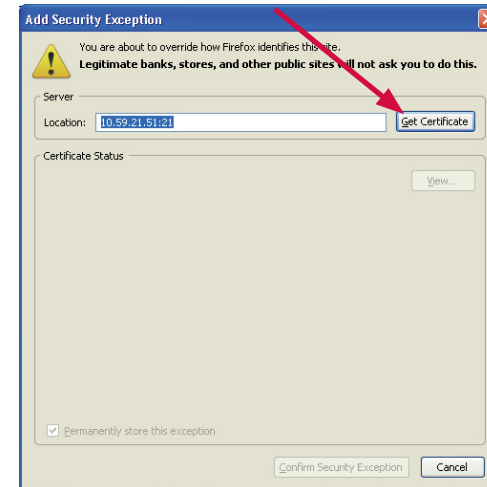 Add Security Exception
You are about to override how Firefox identifies this site.
Legitimate banks, stores, and other public sites will not ask you to do this.
Server
Location: 10.59.21.51:21 Get Certificate
Certificate Status
View...
Permanently store this exception
Confirm Security Exception Cancel